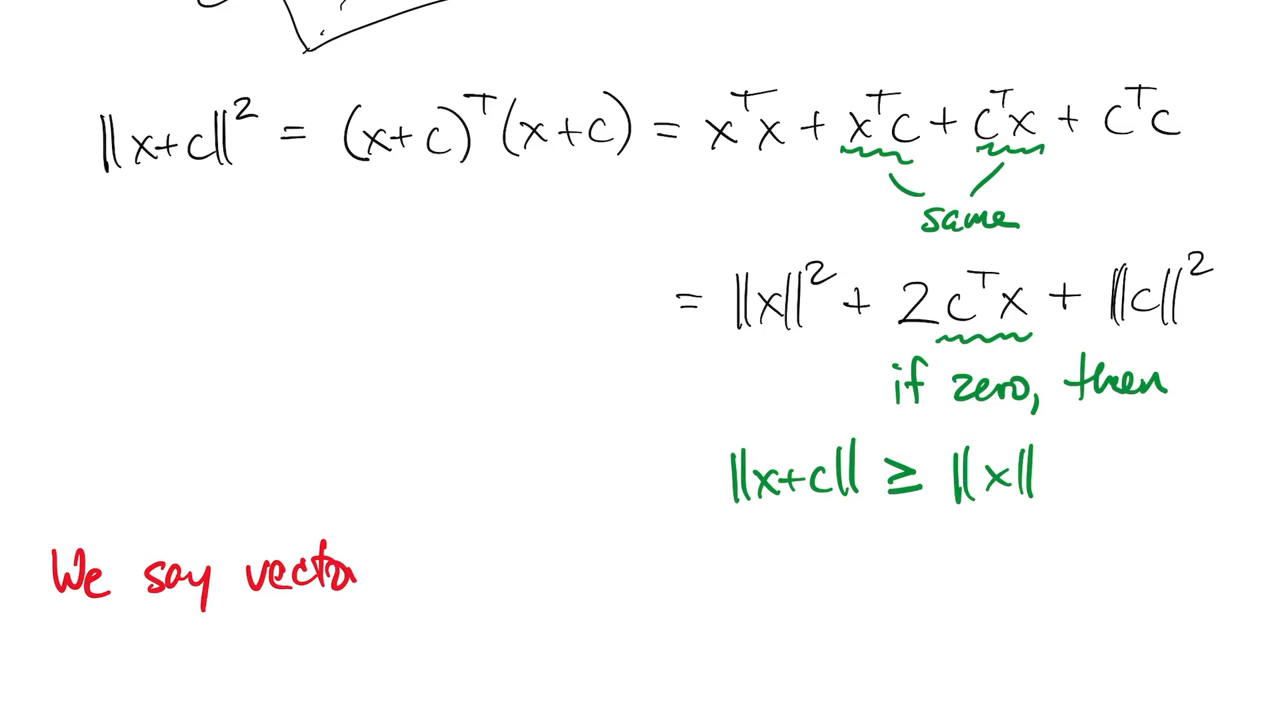 ||x+c||² = (x+c)ᵀ(x+c) = xᵀx + xᵀc + cᵀx + cᵀc
same
= ||x||² + 2cᵀx + ||c||²
if zero, then
||x+c|| ≥ ||x||
We say vecto